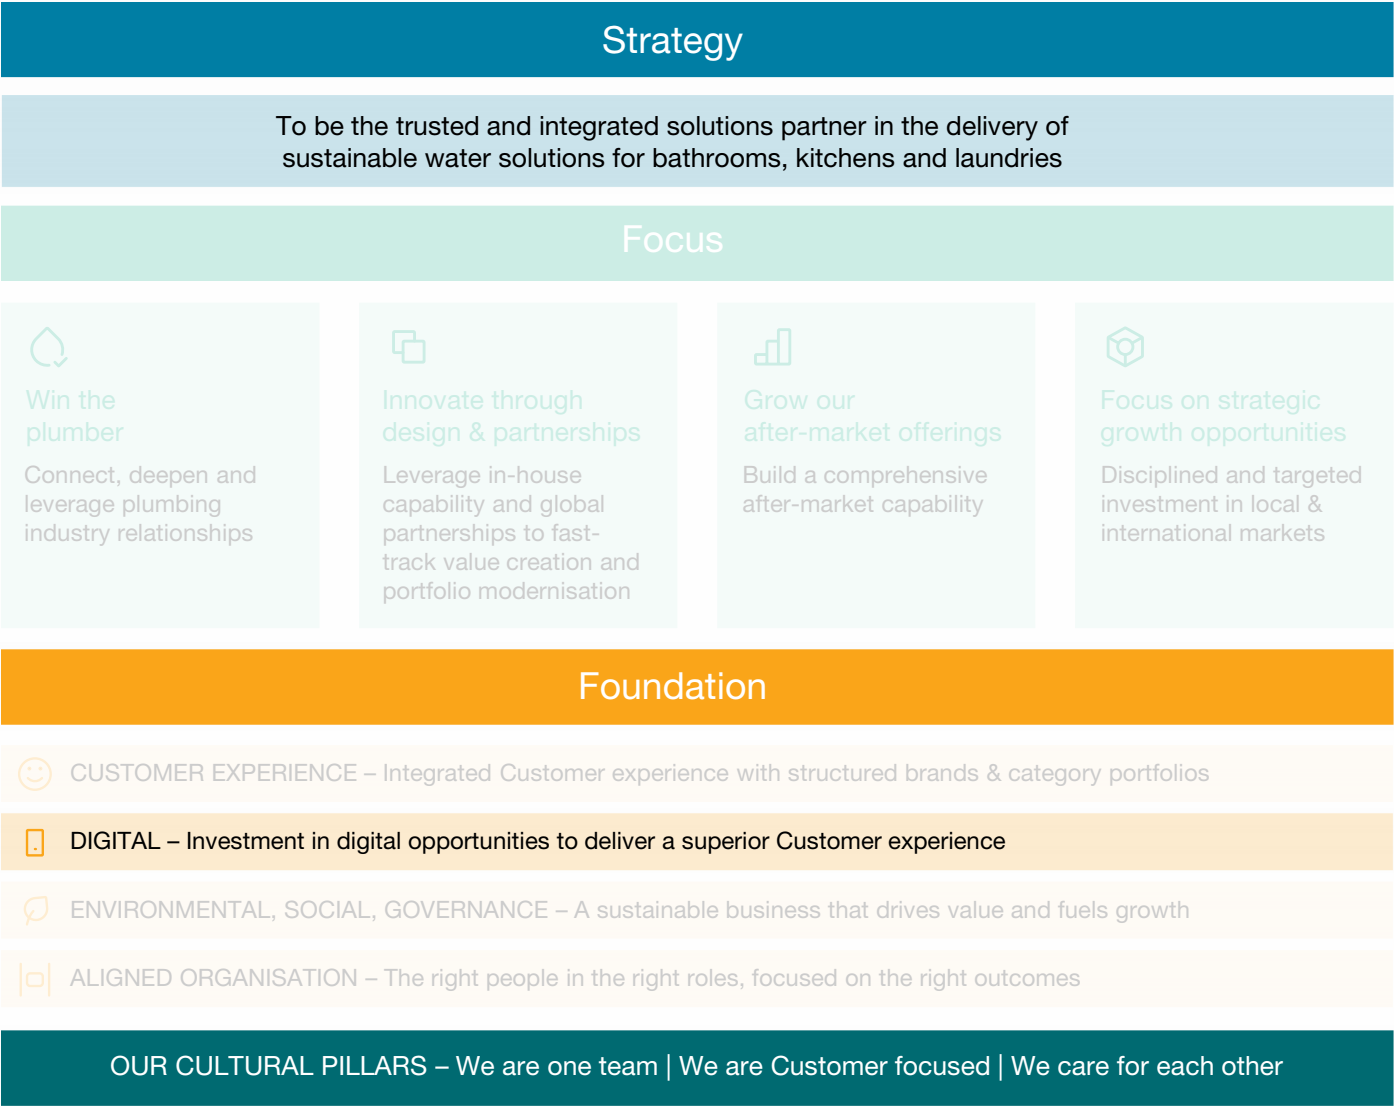 Strategy
To be the trusted and integrated solutions partner in the delivery of
sustainable water solutions for bathrooms, kitchens and laundries
Focus
Win the
plumber
Connect, deepen and
leverage plumbing
industry relationships
Innovate through
design & partnerships
Leverage in-house
capability and global
partnerships to fast-
track value creation and
portfolio modernisation
Grow our
after-market offerings
Build a comprehensive
after-market capability
Focus on strategic
growth opportunities
Disciplined and targeted
investment in local &
international markets
Foundation
CUSTOMER EXPERIENCE – Integrated Customer experience with structured brands & category portfolios
DIGITAL – Investment in digital opportunities to deliver a superior Customer experience
ENVIRONMENTAL, SOCIAL, GOVERNANCE – A sustainable business that drives value and fuels growth
ALIGNED ORGANISATION – The right people in the right roles, focused on the right outcomes
OUR CULTURAL PILLARS – We are one team | We are Customer focused | We care for each other